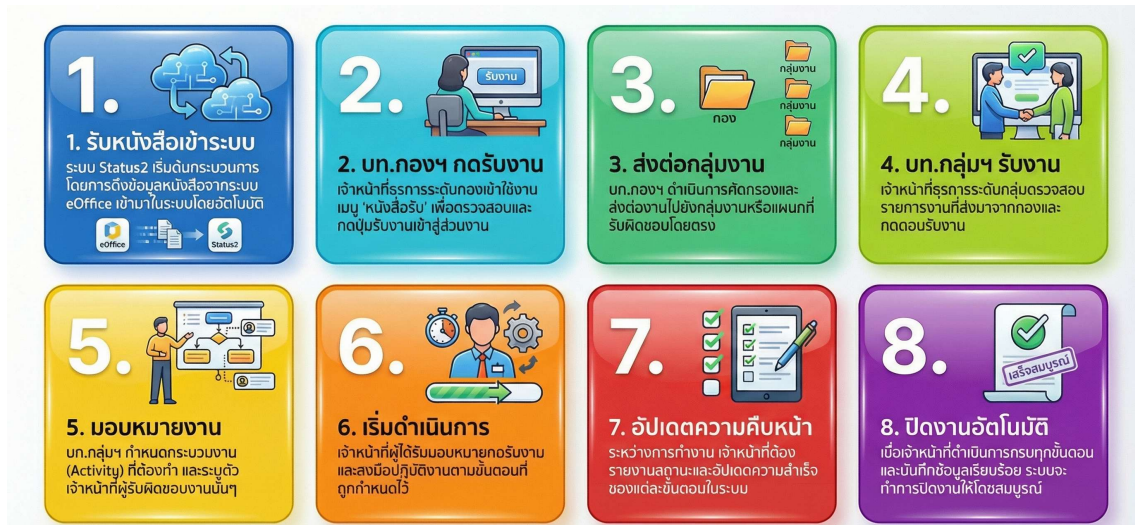 1.
1. รับหนังสือเข้าระบบ
ระบบ Status2 เริ่มต้นกระบวนการ
โดยการดึงข้อมูลหนังสือจากระบบ
eOffice เข้ามาในระบบโดยอัตโนมัติ
eOffice
Status2
2.
รับงาน
2. บท.กองฯ กดรับงาน
เจ้าหน้าที่ธุรการระดับกองเข้าใช้งาน
เมนู 'หนังสือรับ' เพื่อตรวจสอบและ
กดปุ่มรับงานเข้าสู่ส่วนงาน
3.
กอง
กลุ่มงาน
กลุ่มงาน
กลุ่มงาน
3. ส่งต่อกลุ่มงาน
บก.กองฯ ดำเนินการคัดกรองและ
ส่งต่องานไปยังกลุ่มงานหรือแผนกที่
รับผิดชอบโดยตรง
4.
4. บท.กลุ่มฯ รับงาน
เจ้าหน้าที่ธุรการระดับกลุ่มตรวจสอบ
รายการงานที่ส่งมาจากกองและ
กดตอบรับงาน
5.
5. มอบหมายงาน
บก.กลุ่มฯ กำหนดกระบวมงาน
(Activity) ที่ต้องทำ และระบุตัว
เจ้าหน้าที่ผู้รับผิดชอบงานนั้นๆ
6.
6. เริ่มดำเนินการ
เจ้าหน้าที่ผู้ได้รับมอบหมายกดรับงาน
และลงมือปฏิบัติงานตามขั้นตอนที่
ถูกกำหนดไว้
7.
7. อัปเดตความคืบหน้า
ระหว่างการทำงาน เจ้าหน้าที่ต้อง
รายงานสถานะและอัปเดตความสำเร็จ
ของแต่ละขั้นตอนในระบบ
8.
เสร็จสมบูรณ์
8. ปิดงานอัตโนมัติ
เมื่อเจ้าหน้าที่ดำเนินการครบทุกขั้นตอน
และบันทึกข้อมูลเรียบร้อย ระบบจะ
ทำการปิดงานให้โดยสมบูรณ์